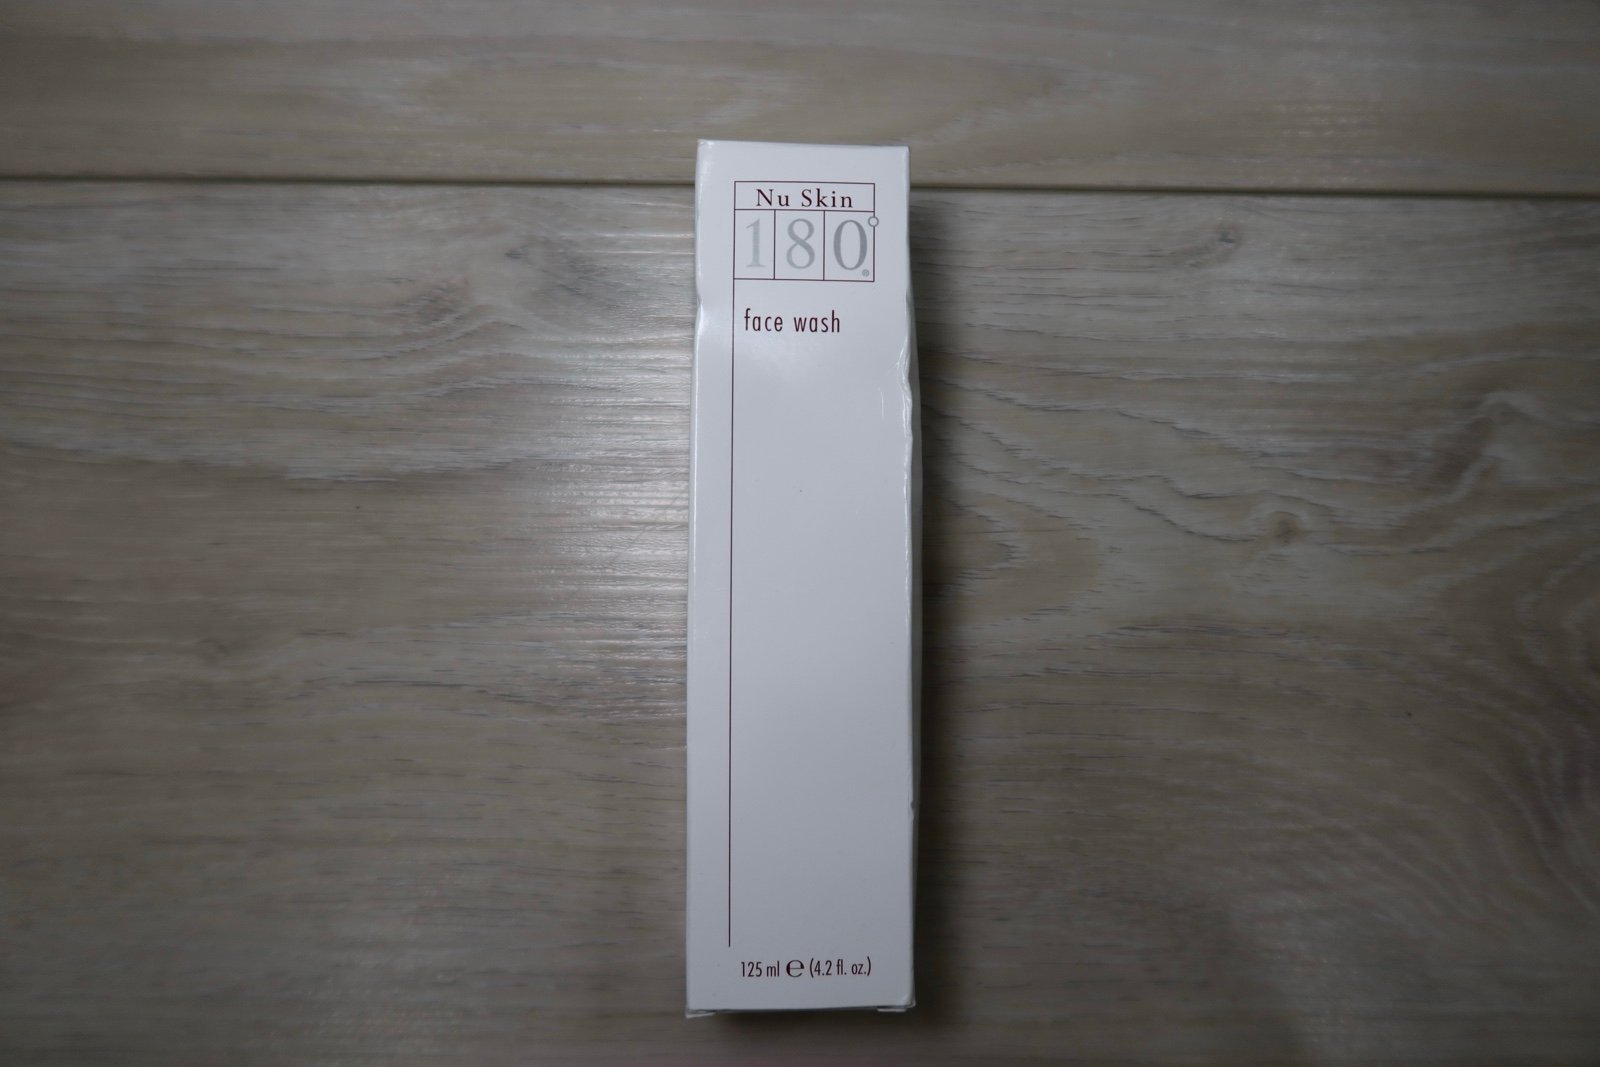 Nu Skin
180°®
face wash
125 ml ℮ (4.2 fl. oz.)